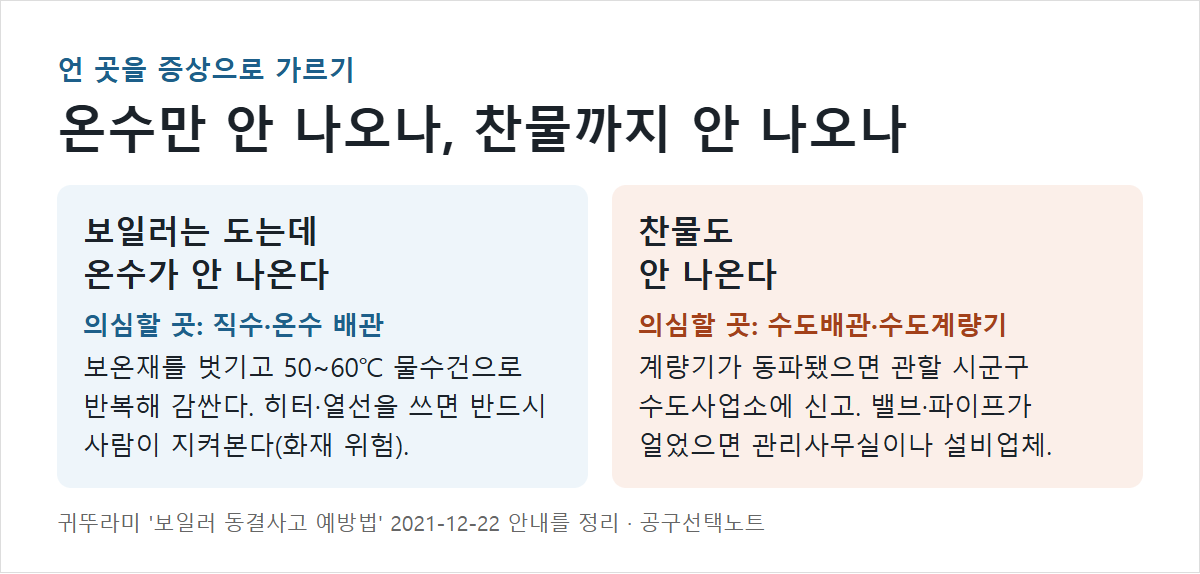 언 곳을 증상으로 가르기
온수만 안 나오나, 찬물까지 안 나오나
보일러는 도는데
온수가 안 나온다
의심할 곳: 직수·온수 배관
보온재를 벗기고 50~60℃ 물수건으로
반복해 감싼다. 히터·열선을 쓰면 반드시
사람이 지켜본다(화재 위험).
찬물도
안 나온다
의심할 곳: 수도배관·수도계량기
계량기가 동파됐으면 관할 시군구
수도사업소에 신고. 밸브·파이프가
얼었으면 관리사무실이나 설비업체.
귀뚜라미 '보일러 동결사고 예방법' 2021-12-22 안내를 정리 · 공구선택노트